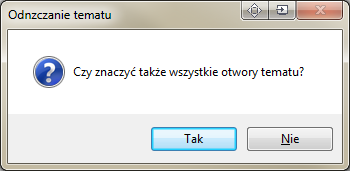 Odnzczanie tematu
Czy znaczyć także wszystkie otwory tematu?
Tak
Nie